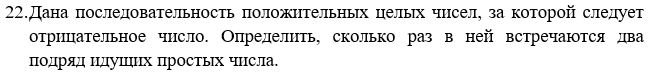 22.Дана последовательность положительных целых чисел, за которой следует
отрицательное число. Определить, сколько раз в ней встречаются два
подряд идущих простых числа.